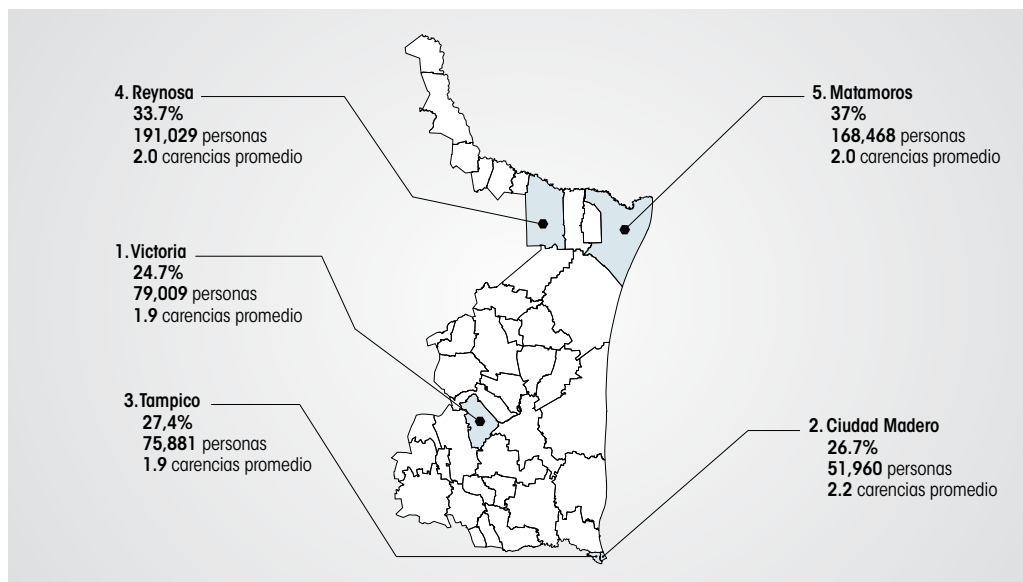 4. Reynosa
33.7%
191,029 personas
2.0 carencias promedio
5. Matamoros
37%
168,468 personas
2.0 carencias promedio
1. Victoria
24.7%
79,009 personas
1.9 carencias promedio
3. Tampico
27,4%
75,881 personas
1.9 carencias promedio
2. Ciudad Madero
26.7%
51,960 personas
2.2 carencias promedio